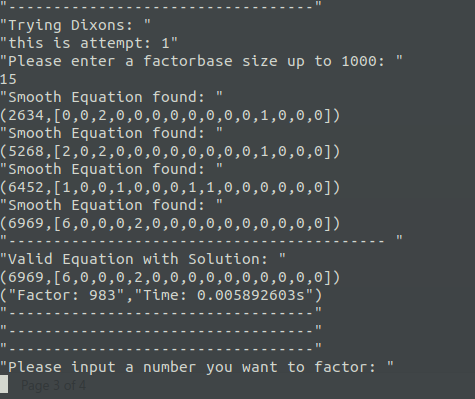 "----------------------------------"
"Trying Dixons: "
"this is attempt: 1"
"Please enter a factorbase size up to 1000: "
15
"Smooth Equation found: "
(2634,[0,0,2,0,0,0,0,0,0,0,0,1,0,0,0])
"Smooth Equation found: "
(5268,[2,0,2,0,0,0,0,0,0,0,0,1,0,0,0])
"Smooth Equation found: "
(6452,[1,0,0,1,0,0,0,1,1,0,0,0,0,0,0])
"Smooth Equation found: "
(6969,[6,0,0,0,2,0,0,0,0,0,0,0,0,0,0])
"------------------------------------------ "
"Valid Equation with Solution: "
(6969,[6,0,0,0,2,0,0,0,0,0,0,0,0,0,0])
("Factor: 983","Time: 0.005892603s")
"----------------------------------"
"----------------------------------"
"----------------------------------"
"Please input a number you want to factor: "
Page 3 of 4